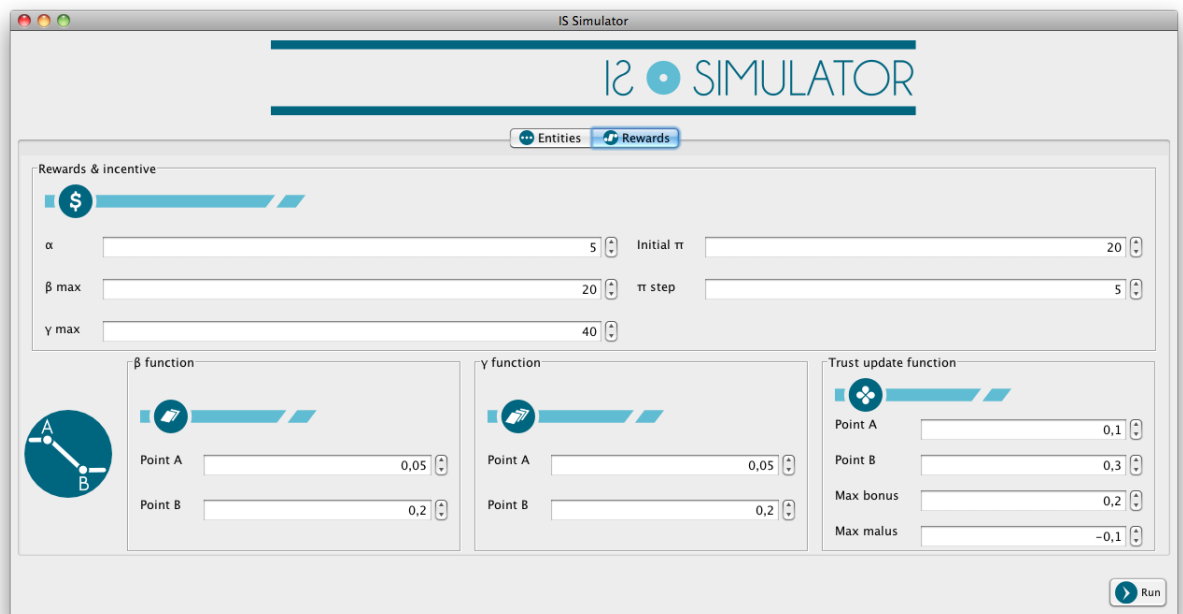 IS Simulator
IS SIMULATOR
Entities Rewards
Rewards & incentive
$
α 5 Initial π 20
β max 20 π step 5
γ max 40
β function
Point A 0,05
Point B 0,2
γ function
Point A 0,05
Point B 0,2
Trust update function
Point A 0,1
Point B 0,3
Max bonus 0,2
Max malus -0,1
A
B
Run